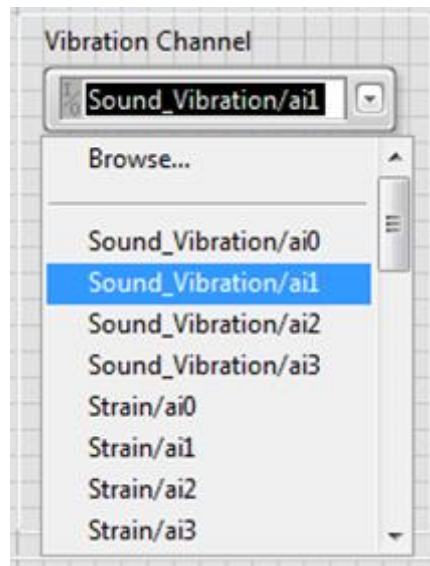 Vibration Channel
I/O Sound_Vibration/ai1
Browse...
Sound_Vibration/ai0
Sound_Vibration/ai1
Sound_Vibration/ai2
Sound_Vibration/ai3
Strain/ai0
Strain/ai1
Strain/ai2
Strain/ai3